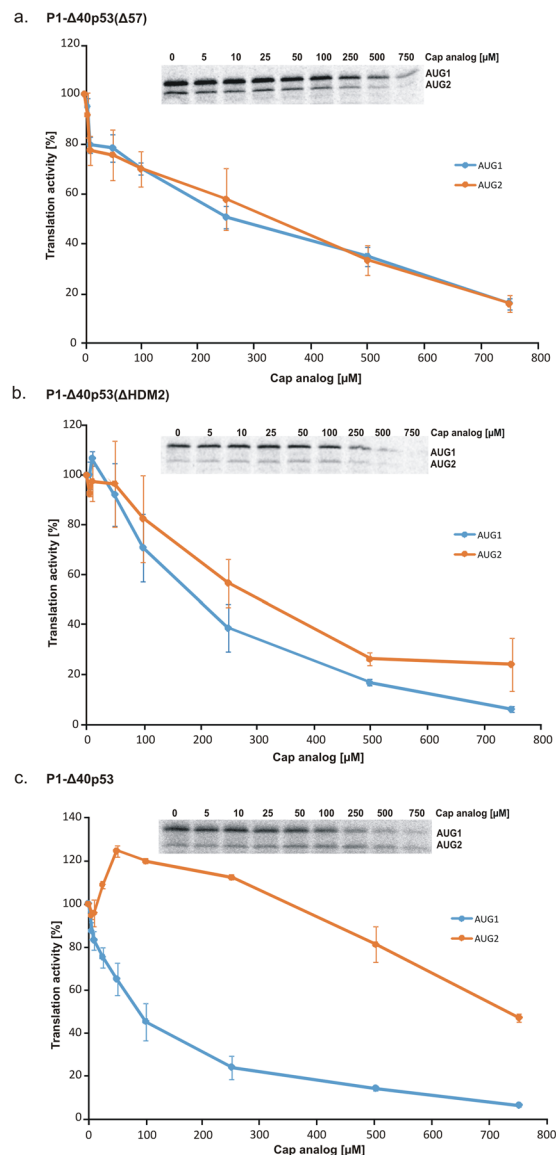 a. P1-Δ40p53(Δ57)
0 5 10 25 50 100 250 500 750 Cap analog [µM]
AUG1
AUG2
Translation activity [%]
120
100
80
60
40
20
0
AUG1
AUG2
0 100 200 300 400 500 600 700 800
Cap analog [µM]
b. P1-Δ40p53(ΔHDM2)
0 5 10 25 50 100 250 500 750 Cap analog [µM]
AUG1
AUG2
Translation activity [%]
120
100
80
60
40
20
0
AUG1
AUG2
0 100 200 300 400 500 600 700 800
Cap analog [µM]
c. P1-Δ40p53
0 5 10 25 50 100 250 500 750 Cap analog [µM]
AUG1
AUG2
Translation activity [%]
140
120
100
80
60
40
20
0
AUG1
AUG2
0 100 200 300 400 500 600 700 800
Cap analog [µM]